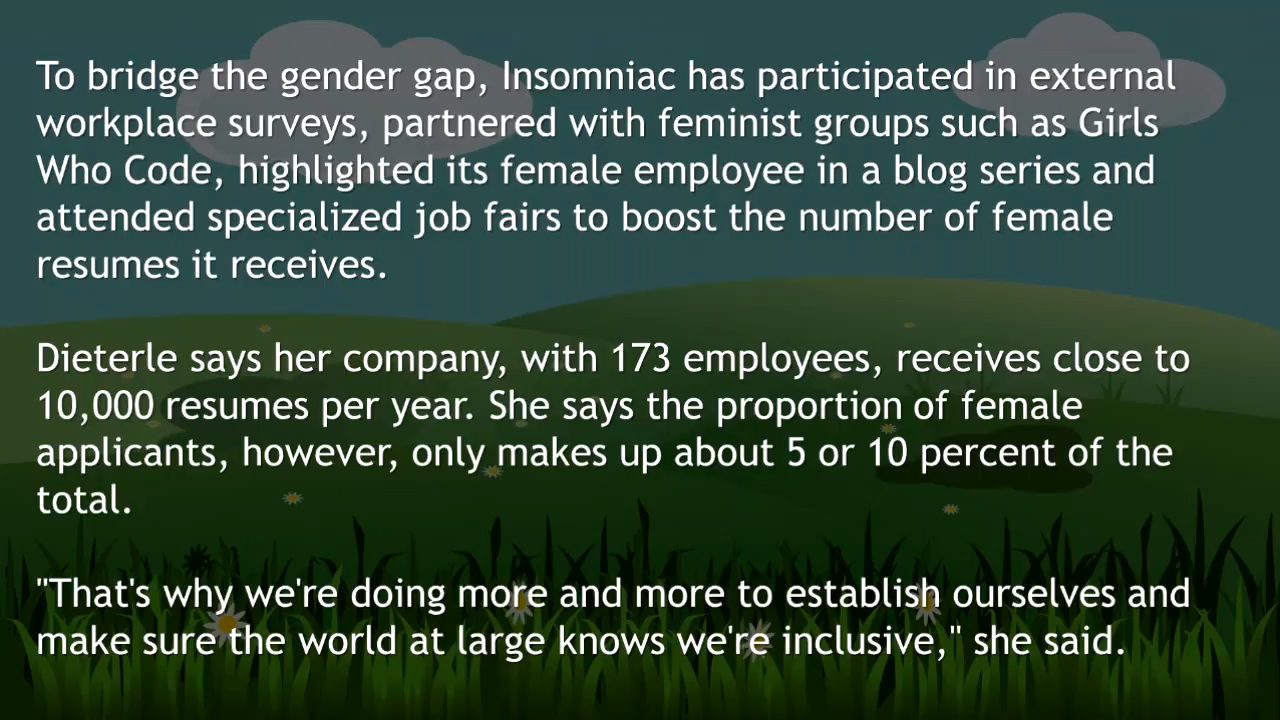 To bridge the gender gap, Insomniac has participated in external
workplace surveys, partnered with feminist groups such as Girls
Who Code, highlighted its female employee in a blog series and
attended specialized job fairs to boost the number of female
resumes it receives.
Dieterle says her company, with 173 employees, receives close to
10,000 resumes per year. She says the proportion of female
applicants, however, only makes up about 5 or 10 percent of the
total.
"That's why we're doing more and more to establish ourselves and
make sure the world at large knows we're inclusive," she said.